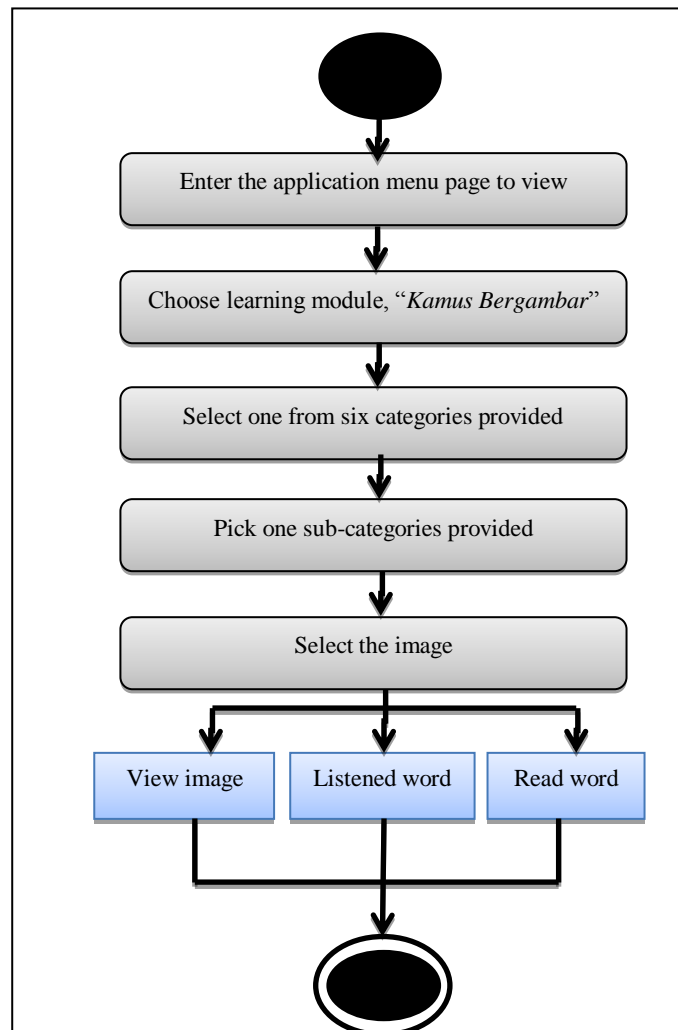 Enter the application menu page to view
Choose learning module, “Kamus Bergambar”
Select one from six categories provided
Pick one sub-categories provided
Select the image
View image
Listened word
Read word